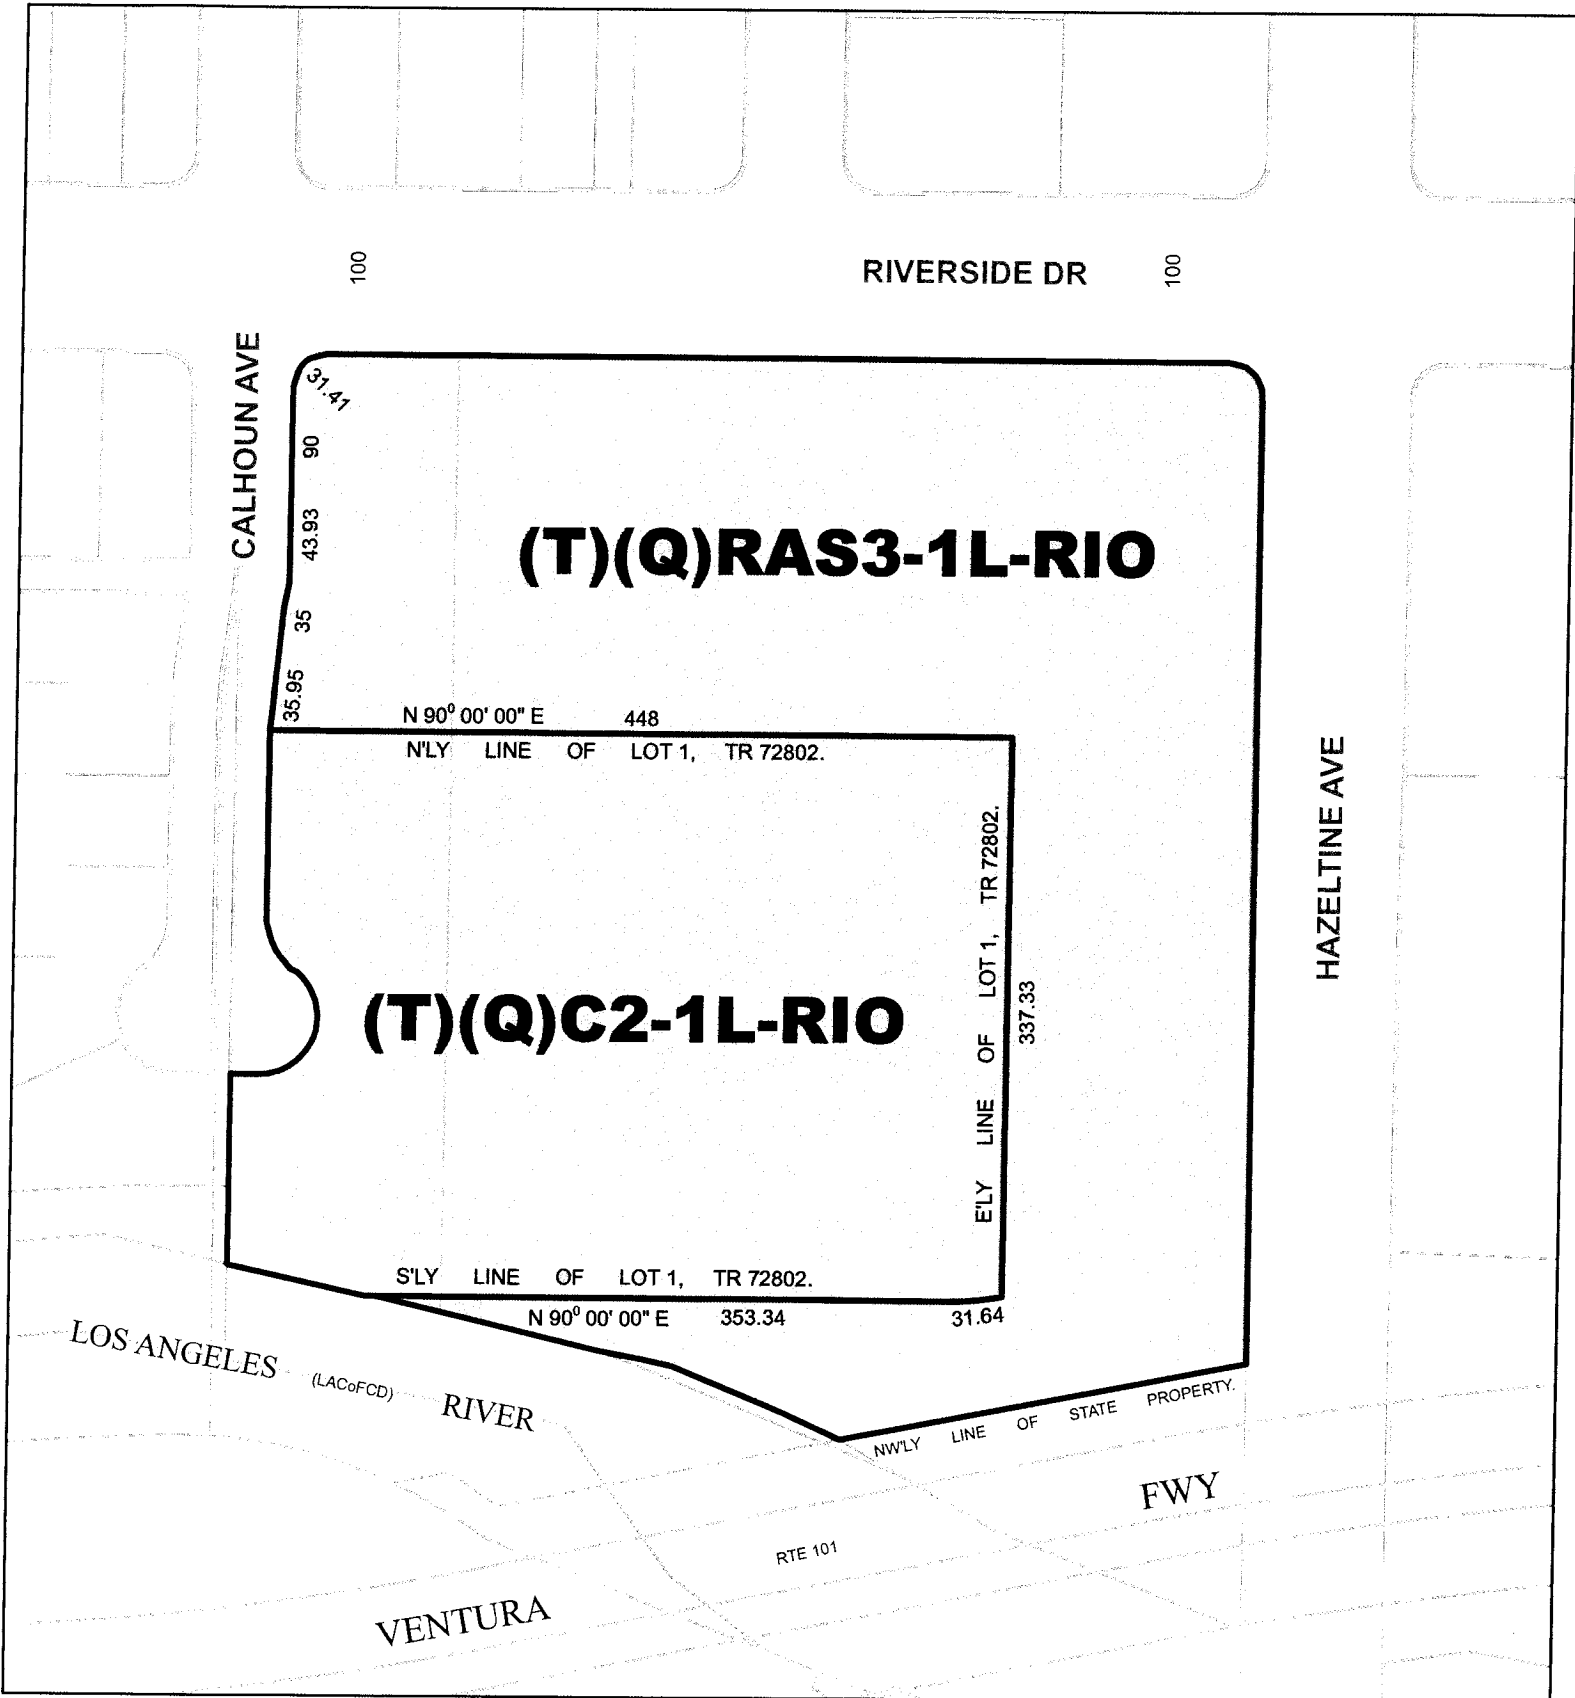 100
RIVERSIDE DR
100
CALHOUN AVE
31.41
90
43.93
35
35.95
(T)(Q)RAS3-1L-RIO
N 90⁰ 00' 00" E 448
N'LY LINE OF LOT 1, TR 72802.
HAZELTINE AVE
E'LY LINE OF LOT 1, TR 72802.
337.33
(T)(Q)C2-1L-RIO
S'LY LINE OF LOT 1, TR 72802.
N 90⁰ 00' 00" E 353.34 31.64
LOS ANGELES (LACoFCD) RIVER
NW'LY LINE OF STATE PROPERTY.
VENTURA RTE 101 FWY